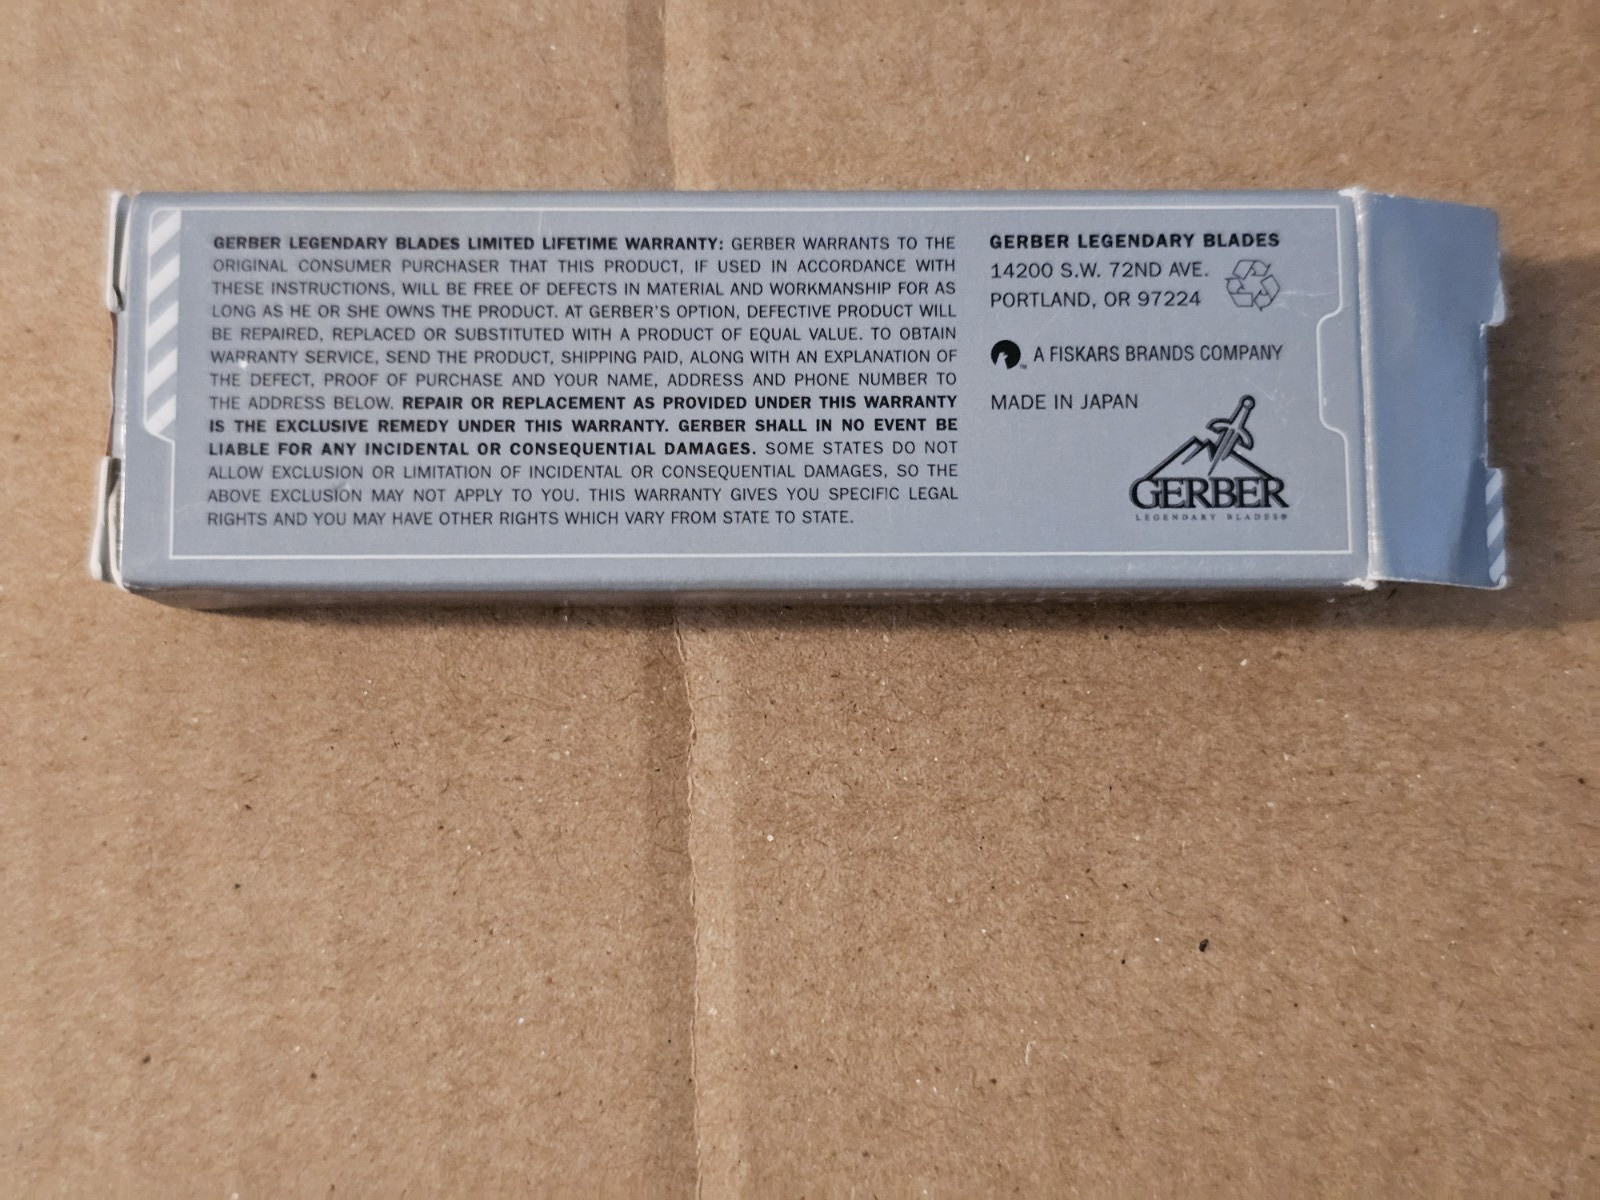 GERBER LEGENDARY BLADES LIMITED LIFETIME WARRANTY: GERBER WARRANTS TO THE
ORIGINAL CONSUMER PURCHASER THAT THIS PRODUCT, IF USED IN ACCORDANCE WITH
THESE INSTRUCTIONS, WILL BE FREE OF DEFECTS IN MATERIAL AND WORKMANSHIP FOR AS
LONG AS HE OR SHE OWNS THE PRODUCT. AT GERBER'S OPTION, DEFECTIVE PRODUCT WILL
BE REPAIRED, REPLACED OR SUBSTITUTED WITH A PRODUCT OF EQUAL VALUE. TO OBTAIN
WARRANTY SERVICE, SEND THE PRODUCT, SHIPPING PAID, ALONG WITH AN EXPLANATION OF
THE DEFECT, PROOF OF PURCHASE AND YOUR NAME, ADDRESS AND PHONE NUMBER TO
THE ADDRESS BELOW. REPAIR OR REPLACEMENT AS PROVIDED UNDER THIS WARRANTY
IS THE EXCLUSIVE REMEDY UNDER THIS WARRANTY. GERBER SHALL IN NO EVENT BE
LIABLE FOR ANY INCIDENTAL OR CONSEQUENTIAL DAMAGES. SOME STATES DO NOT
ALLOW EXCLUSION OR LIMITATION OF INCIDENTAL OR CONSEQUENTIAL DAMAGES, SO THE
ABOVE EXCLUSION MAY NOT APPLY TO YOU. THIS WARRANTY GIVES YOU SPECIFIC LEGAL
RIGHTS AND YOU MAY HAVE OTHER RIGHTS WHICH VARY FROM STATE TO STATE.
GERBER LEGENDARY BLADES
14200 S.W. 72ND AVE.
PORTLAND, OR 97224
™ A FISKARS BRANDS COMPANY
MADE IN JAPAN
GERBER
LEGENDARY BLADES®